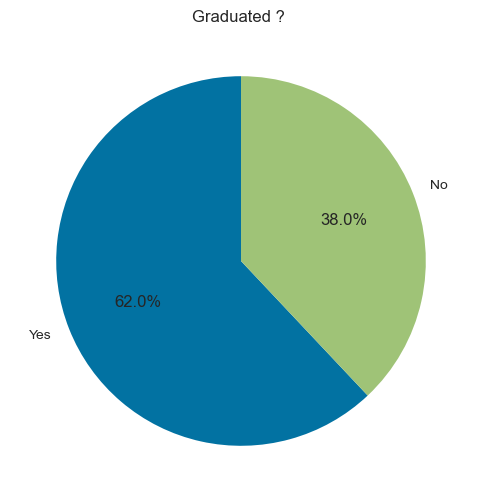 Graduated ?
No
38.0%
62.0%
Yes